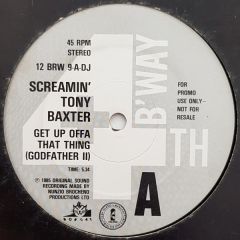 45 RPM
STEREO
12 BRW 9-A-DJ
SCREAMIN'
TONY
BAXTER
GET UP OFFA
THAT THING
(GODFATHER II)
TIME: 5.34
℗ 1985 ORIGINAL SOUND
RECORDING MADE BY
NUNZIO BROCHENO
PRODUCTIONS LTD
4TH
B'WAY
FOR
PROMO
USE ONLY—
NOT FOR
RESALE
A